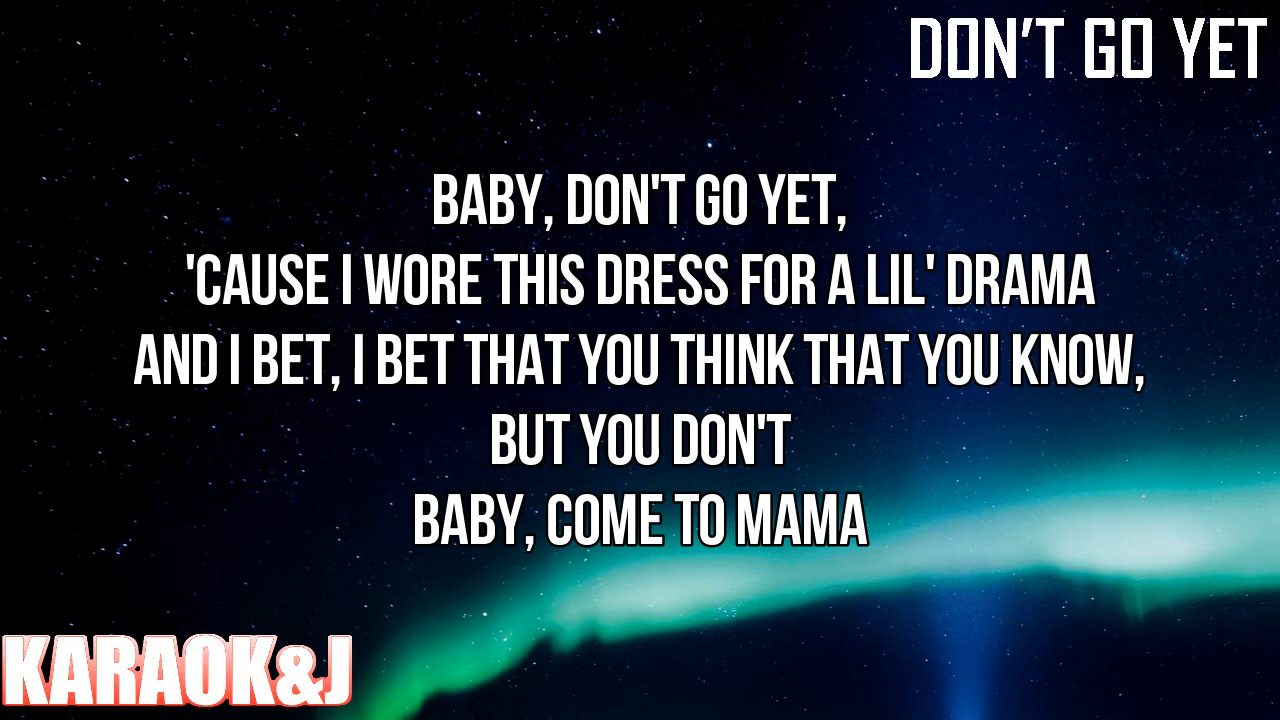 DON'T GO YET
BABY, DON'T GO YET,
'CAUSE I WORE THIS DRESS FOR A LIL' DRAMA
AND I BET, I BET THAT YOU THINK THAT YOU KNOW,
BUT YOU DON'T
BABY, COME TO MAMA
KARAOK&J